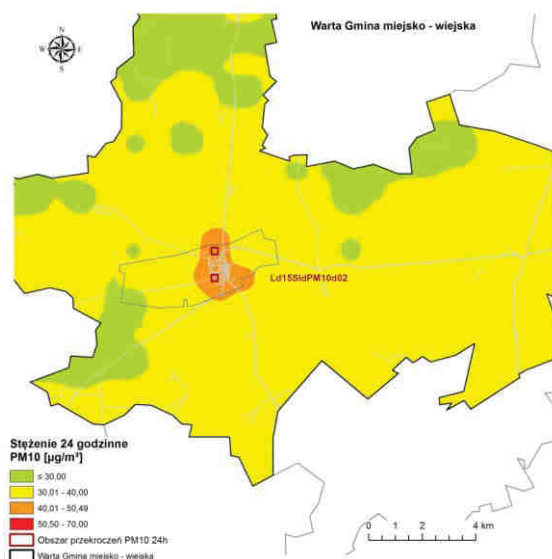 Warta Gmina miejsko - wiejska
N
W E
S
Ld15SldPM10d02
Stężenie 24 godzinne
PM10 [µg/m³]
≤ 30,00
30,01 - 40,00
40,01 - 50,49
50,50 - 70,00
Obszar przekroczeń PM10 24h
Warta Gmina miejsko - wiejska
0 1 2 4 km